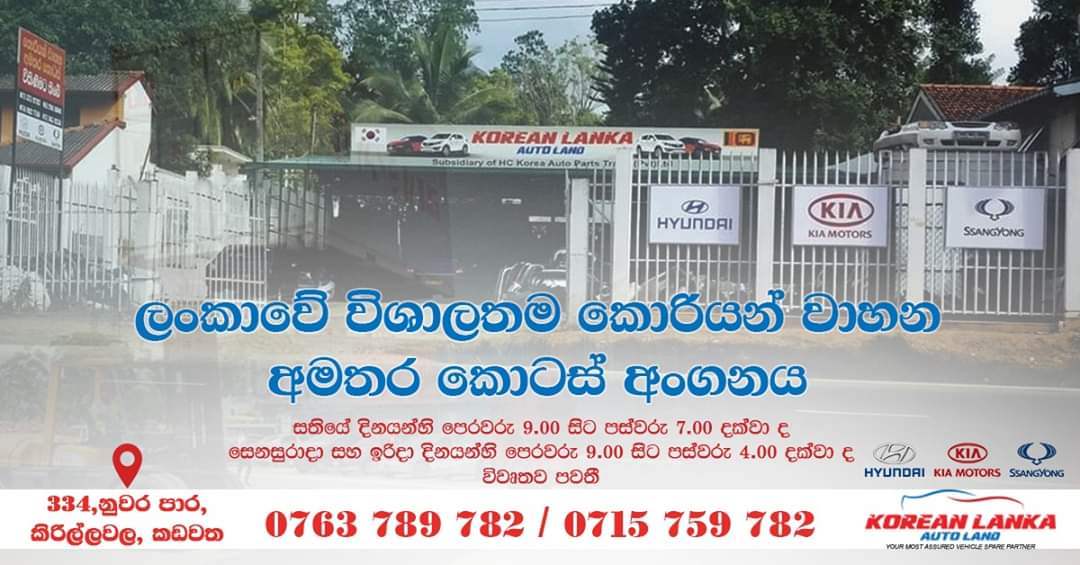 KOREAN LANKA
AUTO LAND
Subsidiary of HC Korea Auto Parts
HYUNDAI
KIA
KIA MOTORS
SSANGYONG
ලංකාවේ විශාලතම කොරියන් වාහන
අමතර කොටස් අංගනය
සතියේ දිනයන්හි පෙරවරු 9.00 සිට පස්වරු 7.00 දක්වා ද
සෙනසුරාදා සහ ඉරිදා දිනයන්හි පෙරවරු 9.00 සිට පස්වරු 4.00 දක්වා ද
විවෘතව පවතී
HYUNDAI
KIA
KIA MOTORS
SSANGYONG
334,නුවර පාර,
කිරිල්ලවල, කඩවත
0763 789 782 / 0715 759 782
KOREAN LANKA
AUTO LAND
YOUR MOST ASSURED VEHICLE SPARE PARTNER